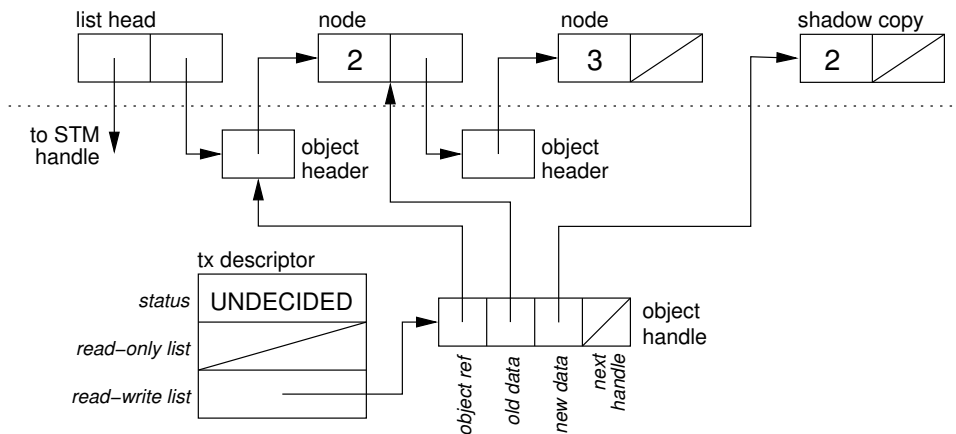 list head
node
node
shadow copy
2
3
2
to STM
handle
object
header
object
header
tx descriptor
status
UNDECIDED
read−only list
read−write list
object
handle
object ref
old data
new data
next
handle